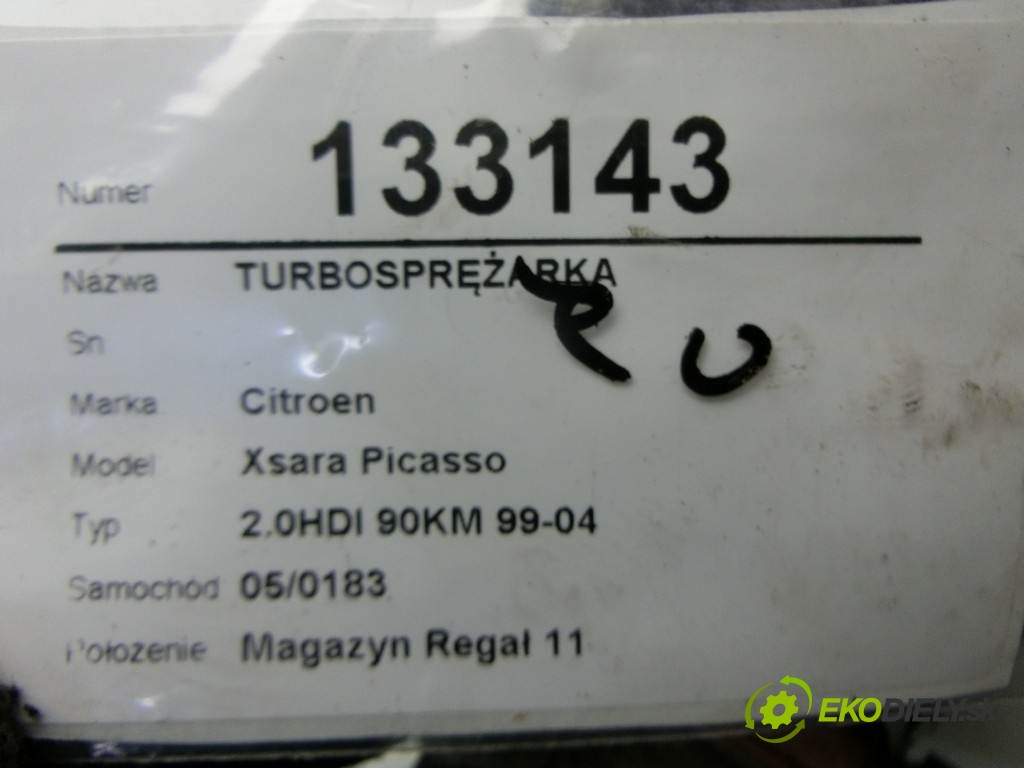 Numer 133143
Nazwa TURBOSPRĘŻARKA
Sn
Marka Citroen
Model Xsara Picasso
Typ 2.0HDI 90KM 99-04
Samochód 05/0183
Położenie Magazyn Regał 11
EKODIELY.SK